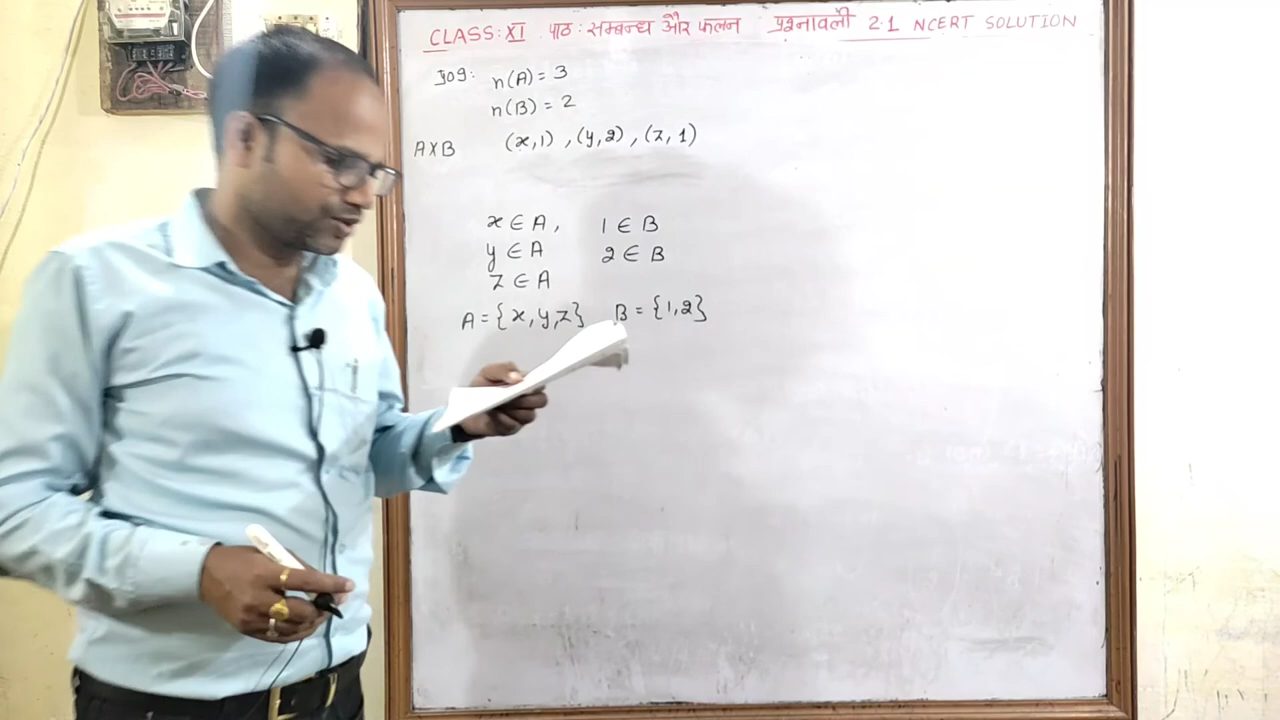 CLASS: XI पाठ: सम्बन्ध और फलन प्रश्नावली 2.1 NCERT SOLUTION
प्र०9: n(A) = 3
n(B) = 2
A×B (x,1) , (y,2) , (z,1)
x ∈ A, 1 ∈ B
y ∈ A 2 ∈ B
z ∈ A
A = {x,y,z} B = {1,2}